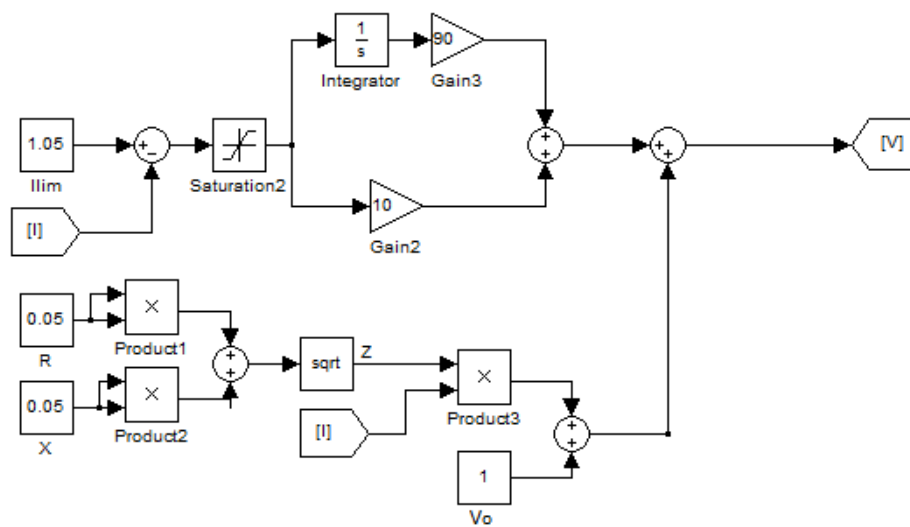 1
s
90
Integrator
Gain3
1.05
+
−
+
+
+
+
[V]
Ilim
Saturation2
[I]
10
Gain2
0.05
×
R
Product1
+
+
sqrt
Z
0.05
×
×
X
Product2
[I]
Product3
+
+
1
Vo